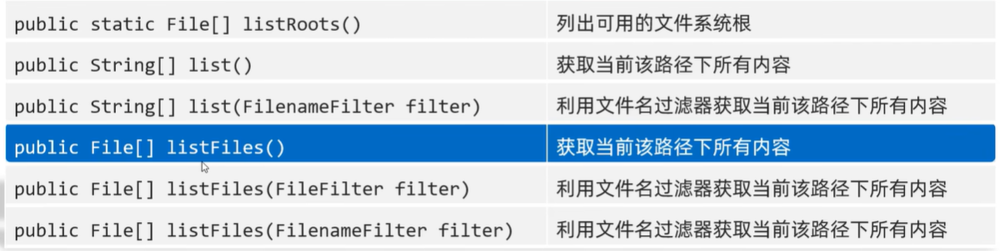 public static File[] listRoots() 列出可用的文件系统根
public String[] list() 获取当前该路径下所有内容
public String[] list(FilenameFilter filter) 利用文件名过滤器获取当前该路径下所有内容
public File[] listFiles() 获取当前该路径下所有内容
public File[] listFiles(FileFilter filter) 利用文件名过滤器获取当前该路径下所有内容
public File[] listFiles(FilenameFilter filter) 利用文件名过滤器获取当前该路径下所有内容